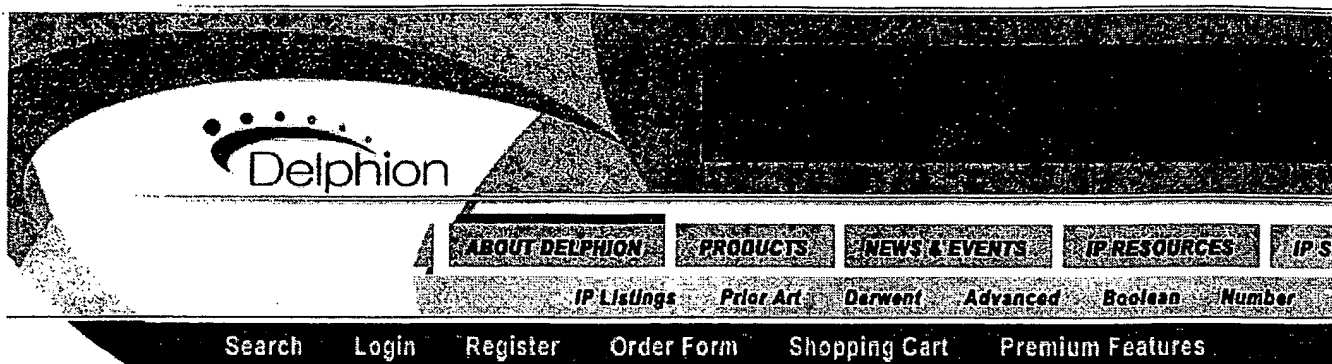 Delphion
ABOUT DELPHION PRODUCTS NEWS & EVENTS IP RESOURCES IP S
IP Listings Prior Art Derwent Advanced Boolean Number
Search Login Register Order Form Shopping Cart Premium Features